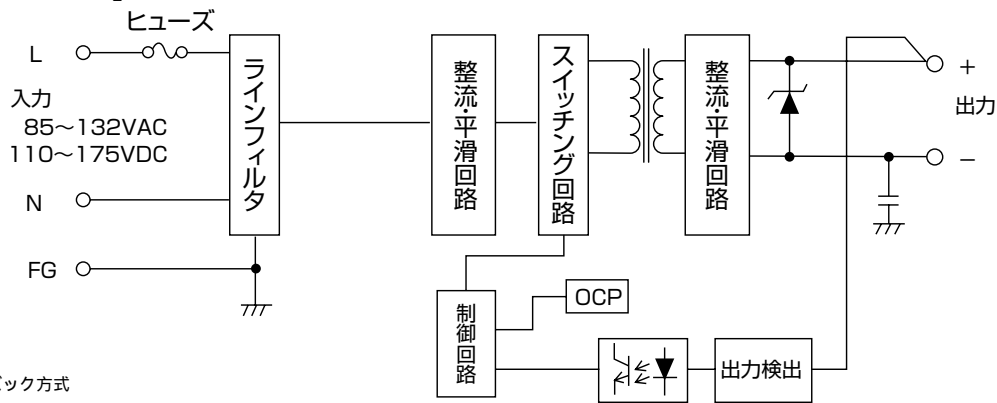 ヒューズ
L
入力
85～132VAC
110～175VDC
N
FG
ラインフィルタ
整流・平滑回路
スイッチング回路
整流・平滑回路
+
出力
−
制御回路
OCP
出力検出
ック方式